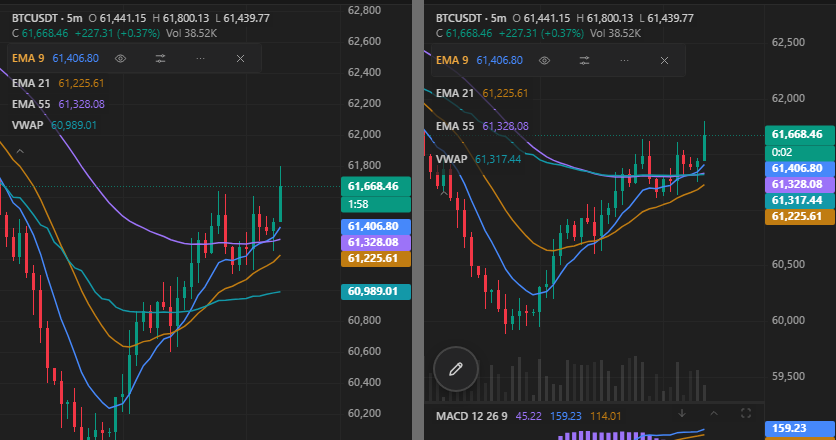 BTCUSDT · 5m O 61,441.15 H 61,800.13 L 61,439.77
C 61,668.46 +227.31 (+0.37%) Vol 38.52K
EMA 9 61,406.80
EMA 21 61,225.61
EMA 55 61,328.08
VWAP 60,989.01
62,800
62,600
62,400
62,200
62,000
61,800
61,668.46
1:58
61,406.80
61,328.08
61,225.61
60,989.01
60,800
60,600
60,400
60,200
BTCUSDT · 5m O 61,441.15 H 61,800.13 L 61,439.77
C 61,668.46 +227.31 (+0.37%) Vol 38.52K
EMA 9 61,406.80
EMA 21 61,225.61
EMA 55 61,328.08
VWAP 61,317.44
62,500
62,000
61,668.46
0:02
61,406.80
61,328.08
61,317.44
61,225.61
60,500
60,000
59,500
MACD 12 26 9 45.22 159.23 114.01
159.23